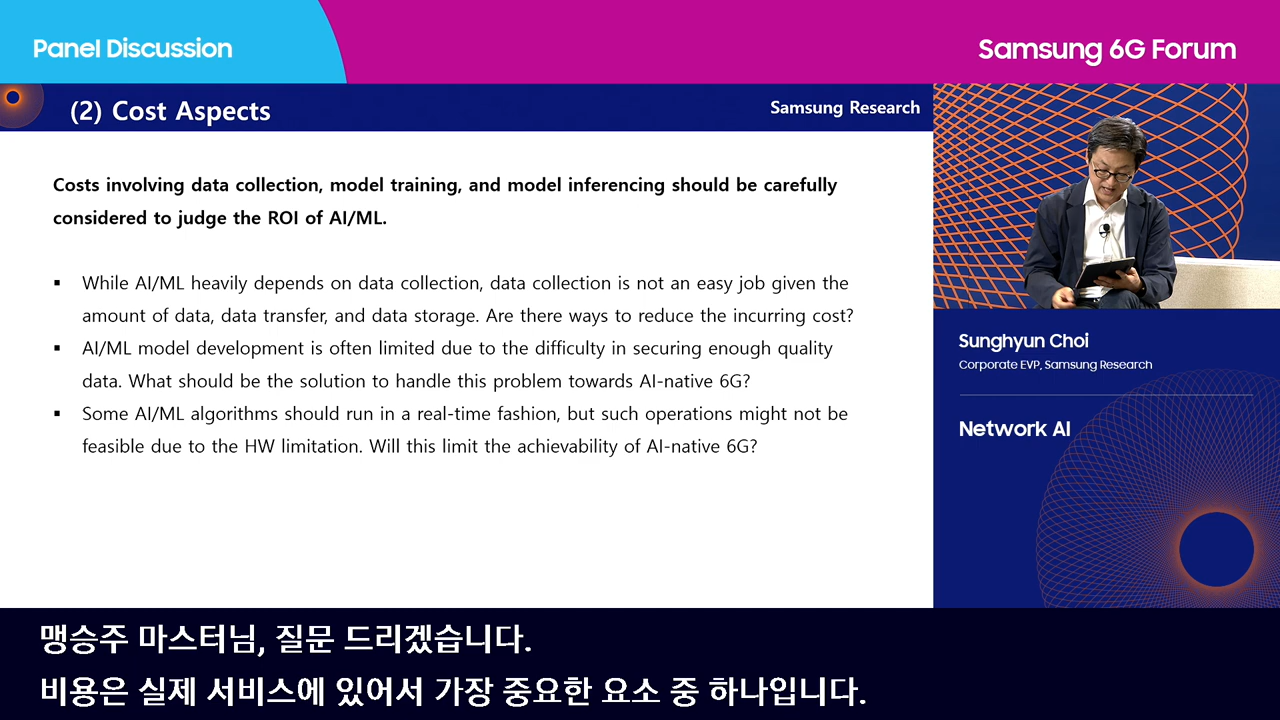 Panel Discussion
Samsung 6G Forum
(2) Cost Aspects
Samsung Research
Costs involving data collection, model training, and model inferencing should be carefully
considered to judge the ROI of AI/ML.
▪ While AI/ML heavily depends on data collection, data collection is not an easy job given the
amount of data, data transfer, and data storage. Are there ways to reduce the incurring cost?
▪ AI/ML model development is often limited due to the difficulty in securing enough quality
data. What should be the solution to handle this problem towards AI-native 6G?
▪ Some AI/ML algorithms should run in a real-time fashion, but such operations might not be
feasible due to the HW limitation. Will this limit the achievability of AI-native 6G?
Sunghyun Choi
Corporate EVP, Samsung Research
Network AI
맹승주 마스터님, 질문 드리겠습니다.
비용은 실제 서비스에 있어서 가장 중요한 요소 중 하나입니다.